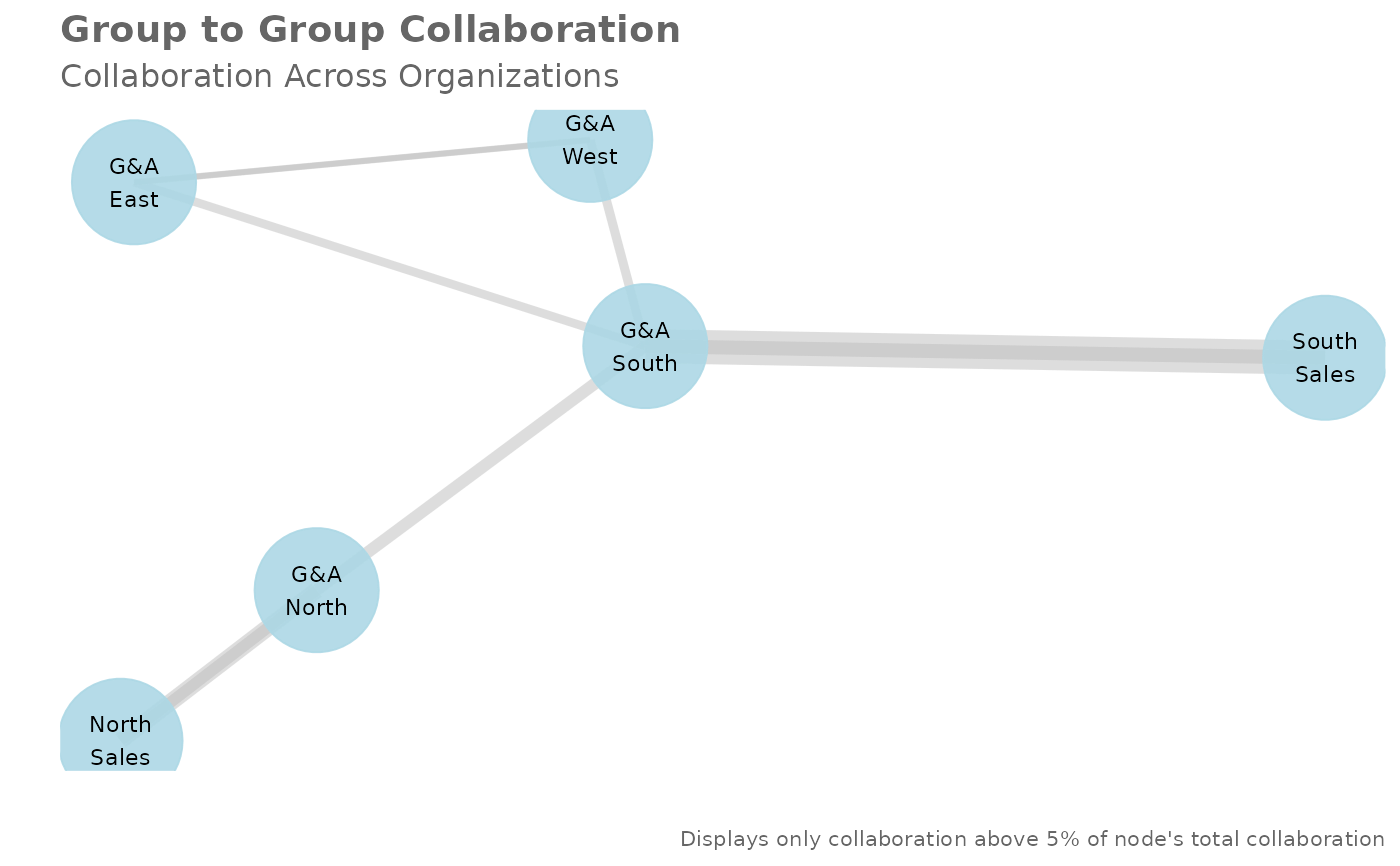 Group to Group Collaboration
Collaboration Across Organizations
G&A
West
G&A
East
G&A
South
South
Sales
G&A
North
North
Sales
Displays only collaboration above 5% of node's total collaboration